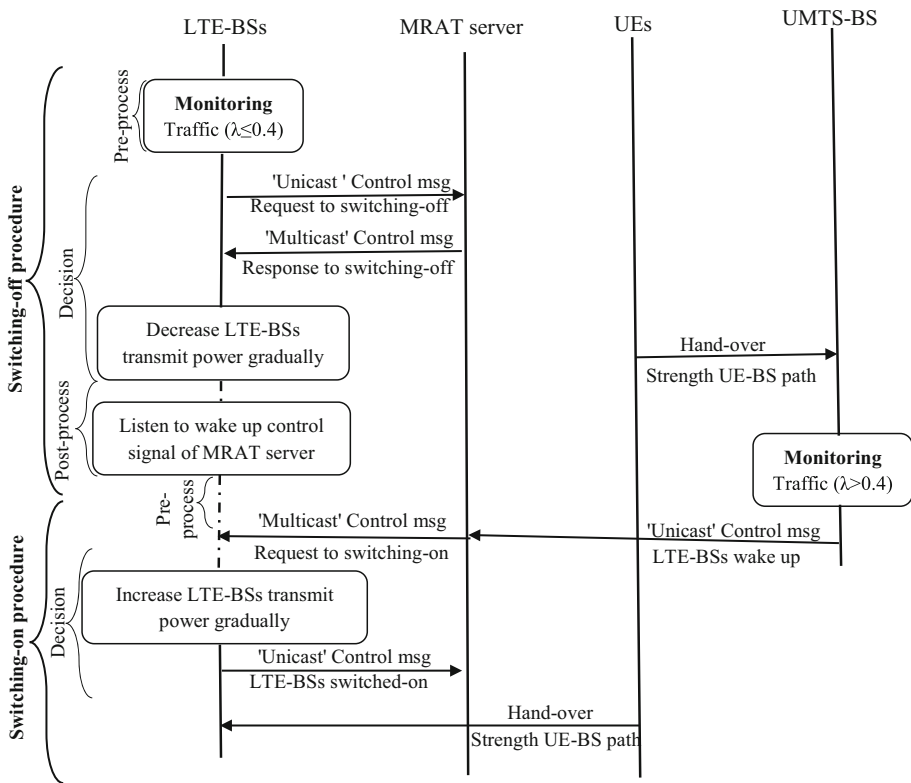 LTE-BSs
MRAT server
UEs
UMTS-BS
Switching-off procedure
Pre-process
Monitoring
Traffic (λ≤0.4)
Decision
'Unicast ' Control msg
Request to switching-off
'Multicast' Control msg
Response to switching-off
Decrease LTE-BSs
transmit power gradually
Hand-over
Strength UE-BS path
Post-process
Listen to wake up control
signal of MRAT server
Monitoring
Traffic (λ>0.4)
Switching-on procedure
Pre-
process
'Multicast' Control msg
Request to switching-on
'Unicast' Control msg
LTE-BSs wake up
Decision
Increase LTE-BSs transmit
power gradually
'Unicast' Control msg
LTE-BSs switched-on
Hand-over
Strength UE-BS path